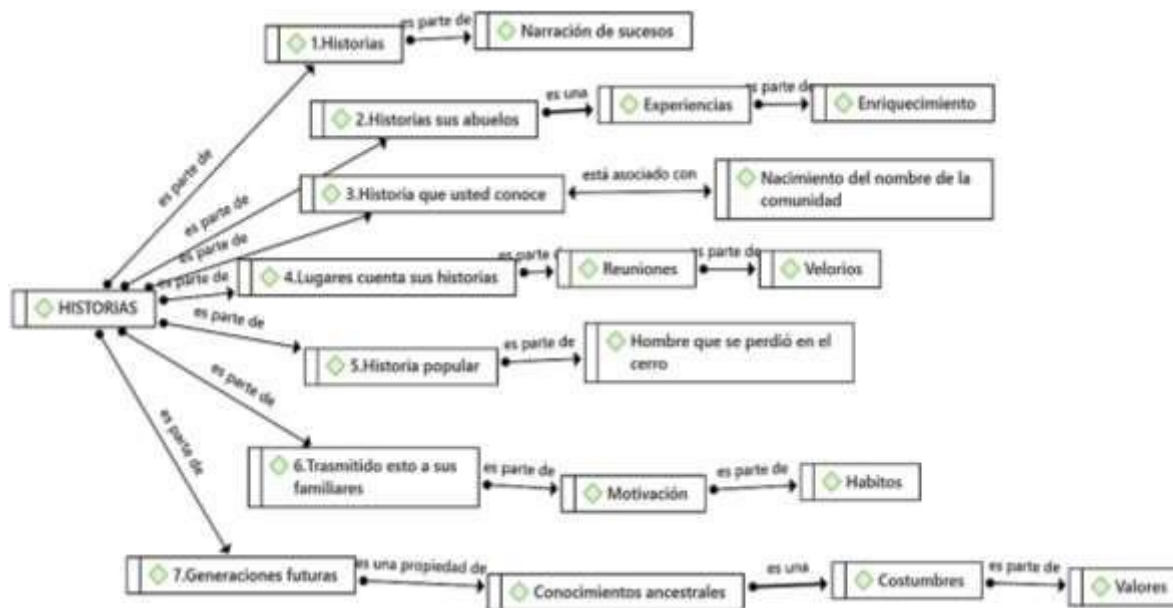 es parte de
1.Historias
es parte de
Narración de sucesos
2.Historias sus abuelos
es una
Experiencias
es parte de
Enriquecimiento
es parte de
3.Historia que usted conoce
está asociado con
Nacimiento del nombre de la
comunidad
es parte de
es parte de
4.Lugares cuenta sus historias
es parte de
Reuniones
es parte de
Velorios
HISTORIAS
es parte de
5.Historia popular
es parte de
Hombre que se perdió en el
cerro
es parte de
6.Trasmitido esto a sus
familiares
es parte de
Motivación
es parte de
Habitos
es parte de
7.Generaciones futuras
es una propiedad de
Conocimientos ancestrales
es una
Costumbres
es parte de
Valores